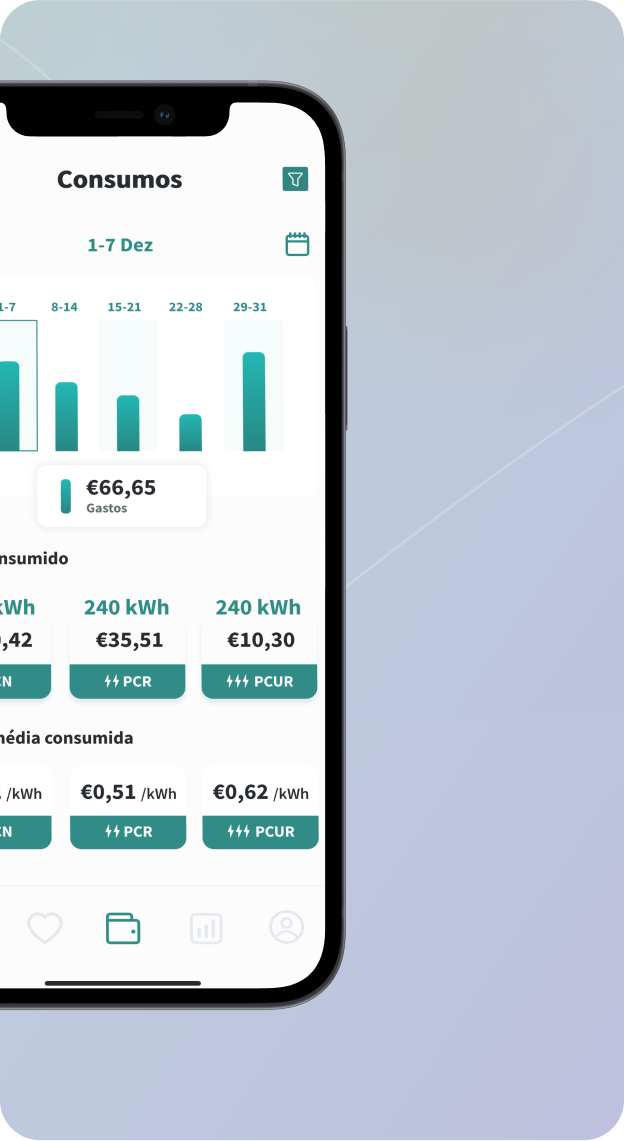 Consumos
1-7 Dez
1-7 8-14 15-21 22-28 29-31
€66,65
Gastos
kWh 240 kWh 240 kWh
,42 €35,51 €10,30
PCR PCUR
consumida
/kWh €0,51 /kWh €0,62 /kWh
PCR PCUR